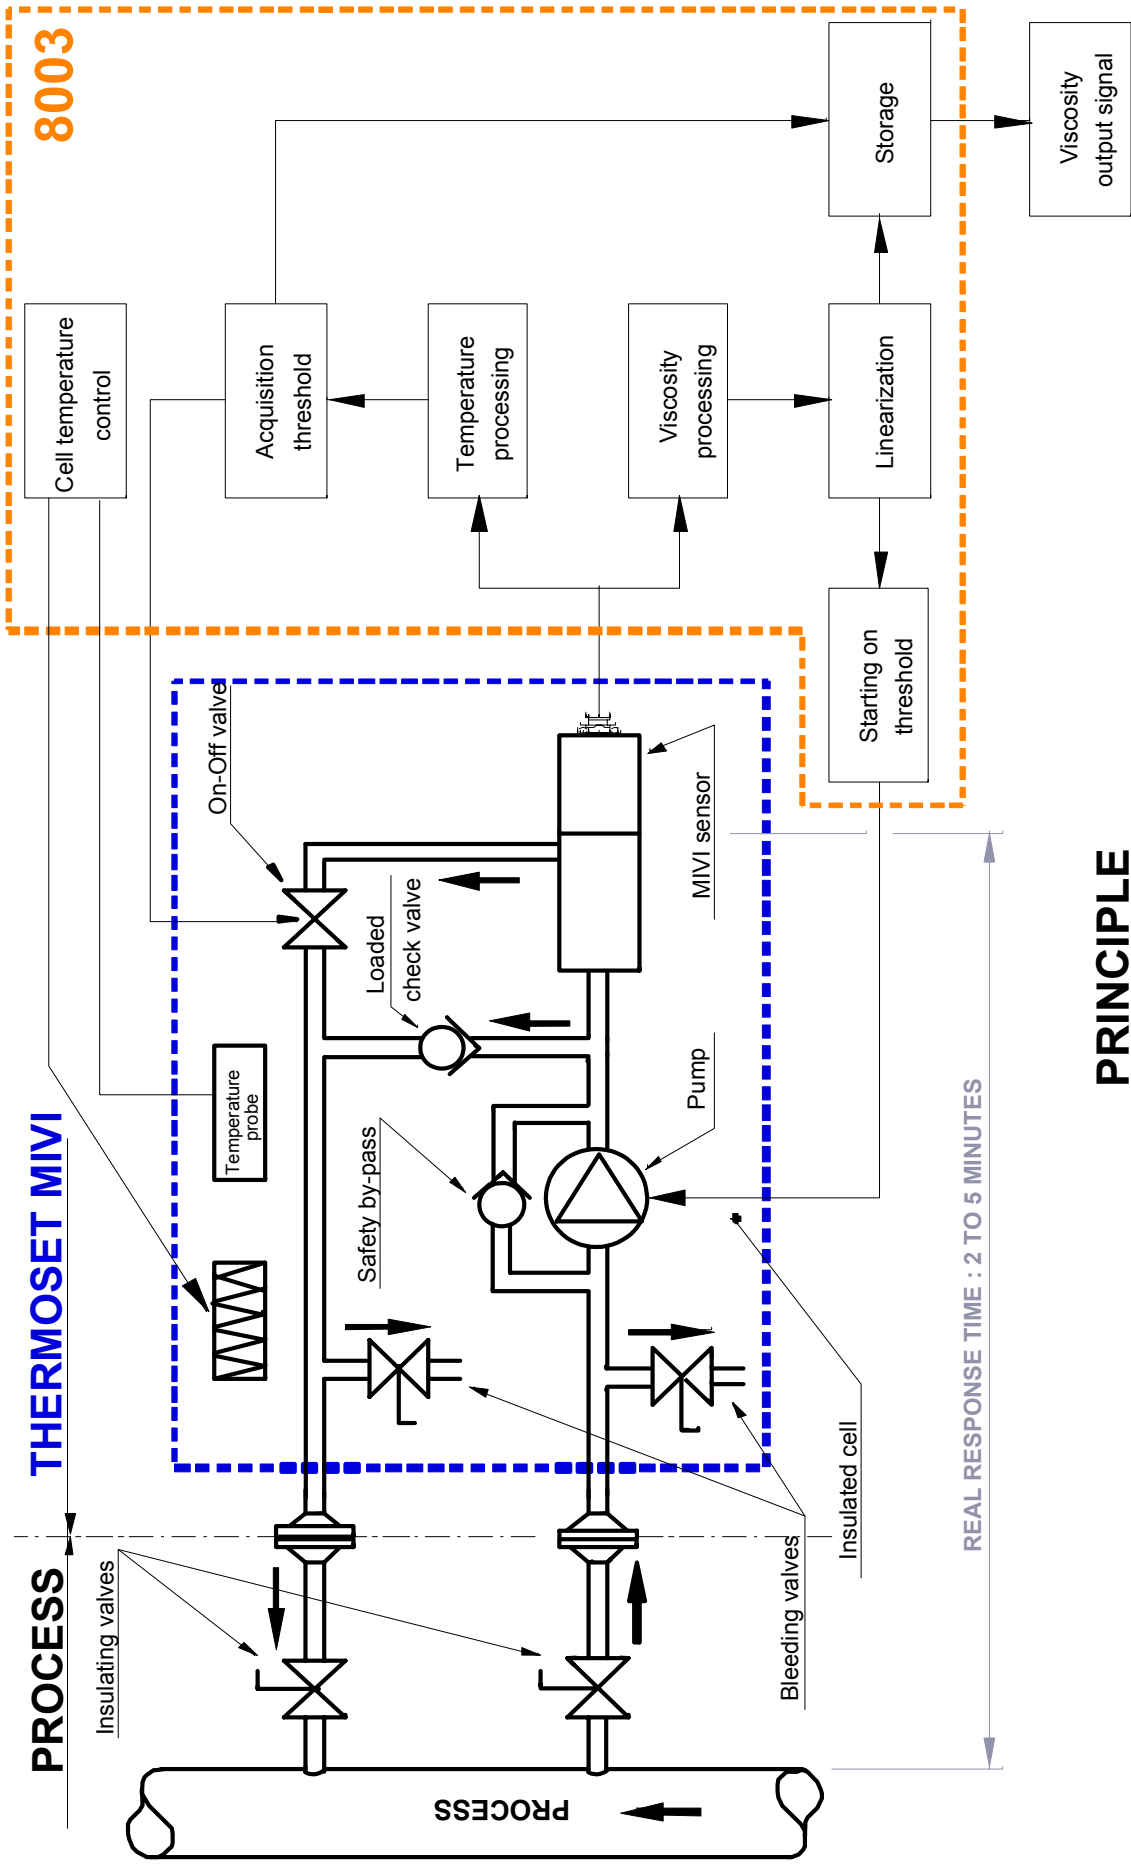 PROCESS
THERMOSET MIVI
8003
Insulating valves
Temperature
probe
Cell temperature
control
On-Off valve
Acquisition
threshold
Safety by-pass
Loaded
check valve
Temperature
processing
Storage
PROCESS
Pump
MIVI sensor
Viscosity
processing
Linearization
Bleeding valves
Insulated cell
Starting on
threshold
Viscosity
output signal
REAL RESPONSE TIME : 2 TO 5 MINUTES
PRINCIPLE